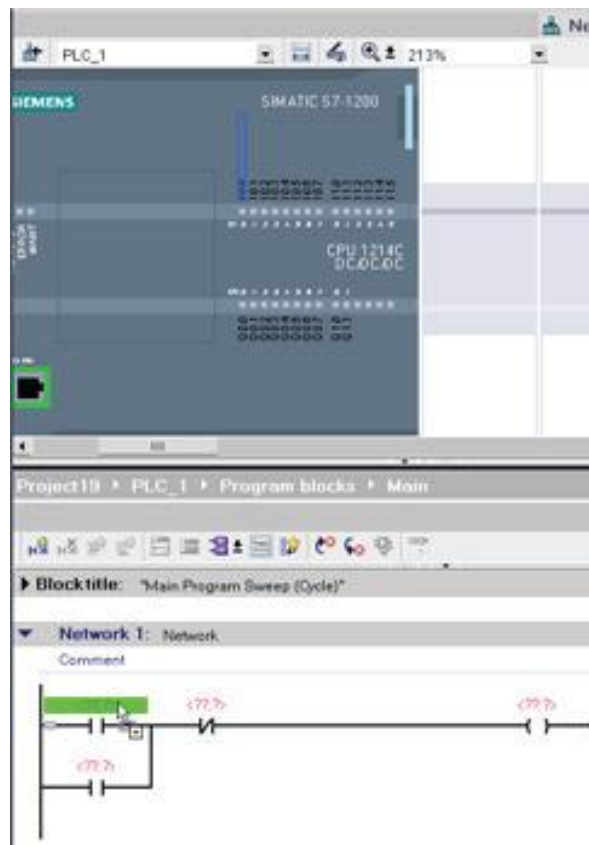 Ne
PLC_1
213%
SIEMENS
SIMATIC S7-1200
CPU 1214C
DC/DC/DC
Project19 PLC_1 Program blocks Main
Block title: "Main Program Sweep (Cycle)"
Network 1: Network
Comment
<??.?> <??.?>
<??.?>